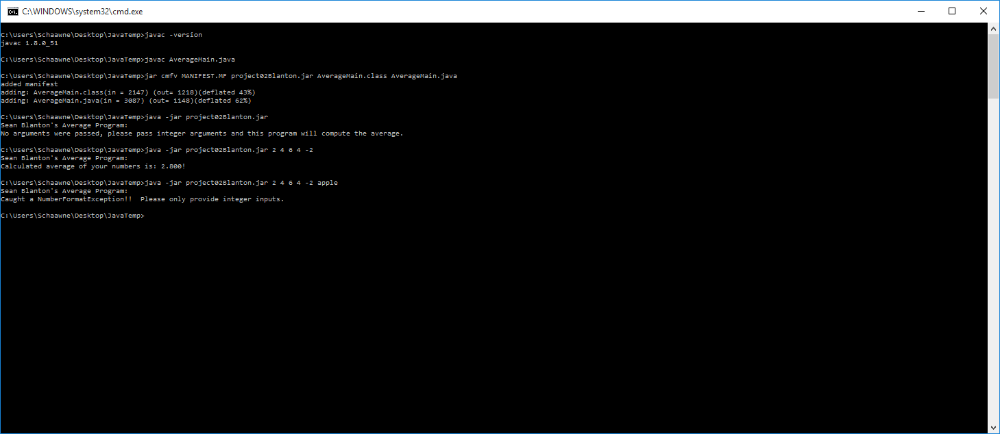 C:\WINDOWS\system32\cmd.exe
C:\Users\Schaawne\Desktop\JavaTemp>javac -version
javac 1.8.0_51
C:\Users\Schaawne\Desktop\JavaTemp>javac AverageMain.java
C:\Users\Schaawne\Desktop\JavaTemp>jar cmfv MANIFEST.MF project02Blanton.jar AverageMain.class AverageMain.java
added manifest
adding: AverageMain.class(in = 2147) (out= 1218)(deflated 43%)
adding: AverageMain.java(in = 3087) (out= 1148)(deflated 62%)
C:\Users\Schaawne\Desktop\JavaTemp>java -jar project02Blanton.jar
Sean Blanton's Average Program:
No arguments were passed, please pass integer arguments and this program will compute the average.
C:\Users\Schaawne\Desktop\JavaTemp>java -jar project02Blanton.jar 2 4 6 4 -2
Sean Blanton's Average Program:
Calculated average of your numbers is: 2.800!
C:\Users\Schaawne\Desktop\JavaTemp>java -jar project02Blanton.jar 2 4 6 4 -2 apple
Sean Blanton's Average Program:
Caught a NumberFormatException!!  Please only provide integer inputs.
C:\Users\Schaawne\Desktop\JavaTemp>